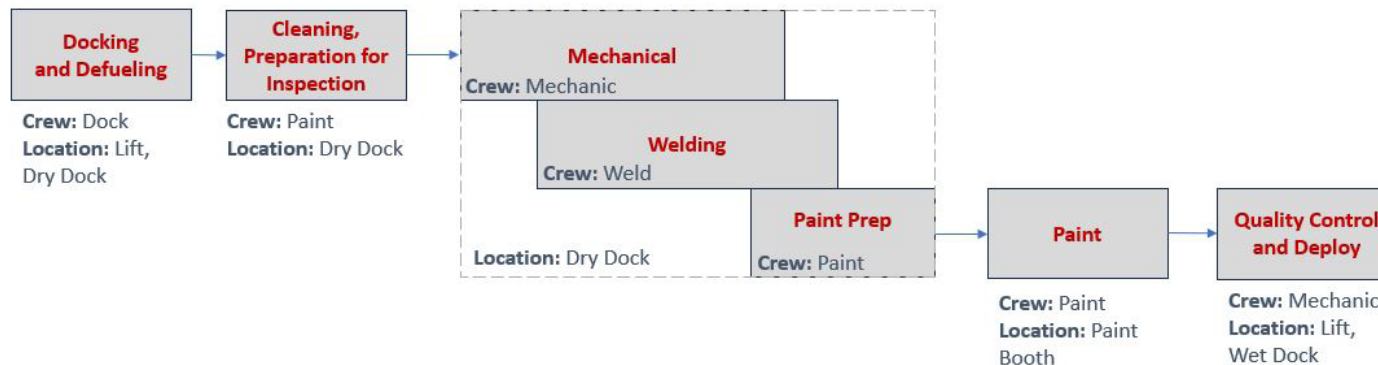 Docking
and Defueling
Crew: Dock
Location: Lift,
Dry Dock
Cleaning,
Preparation for
Inspection
Crew: Paint
Location: Dry Dock
Mechanical
Crew: Mechanic
Welding
Crew: Weld
Paint Prep
Crew: Paint
Location: Dry Dock
Paint
Crew: Paint
Location: Paint
Booth
Quality Control
and Deploy
Crew: Mechanic
Location: Lift,
Wet Dock